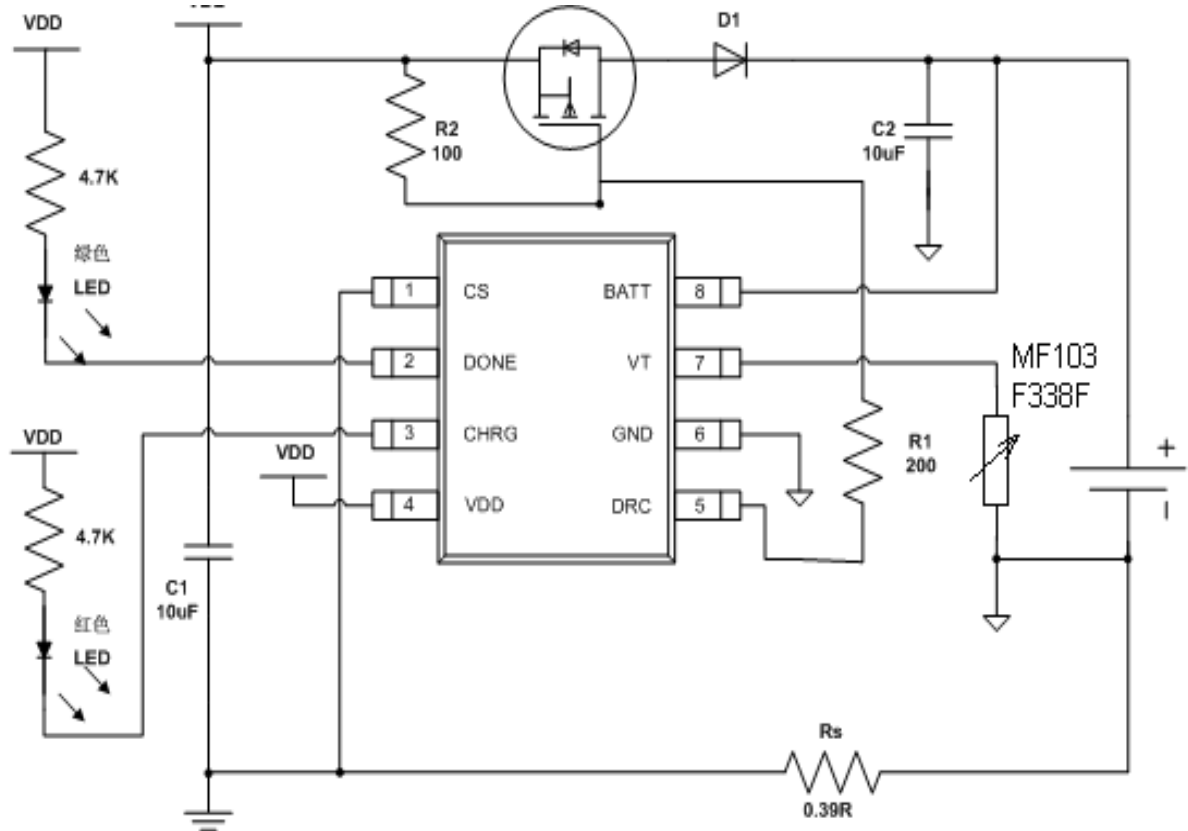 VDD
VDD
D1
R2
100
C2
10uF
4.7K
绿色
LED
1
CS
BATT
8
2
DONE
VT
7
MF103
F338F
3
CHRG
GND
6
R1
200
VDD
VDD
4
VDD
DRC
5
+
4.7K
C1
10uF
红色
LED
Rs
0.39R